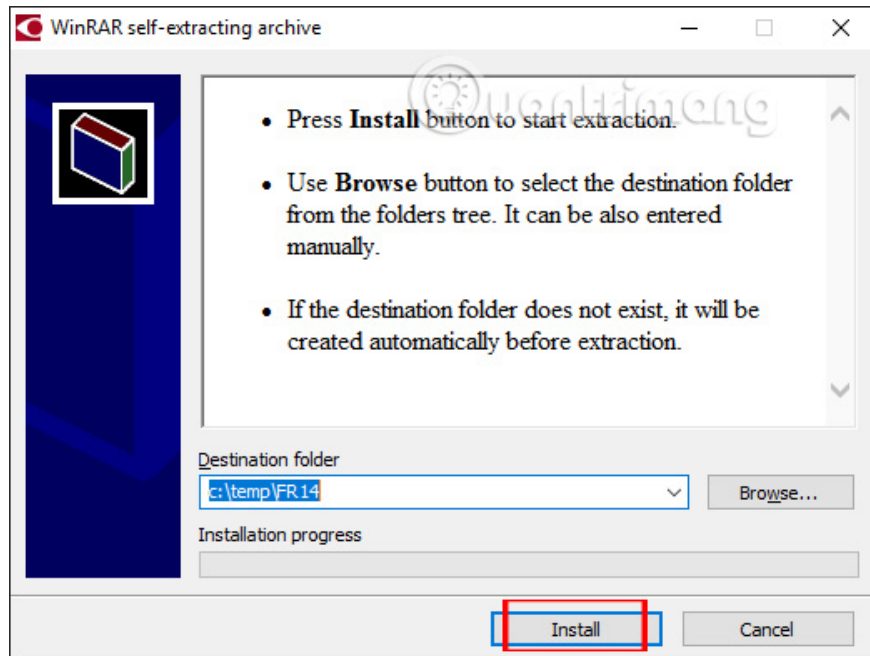 WinRAR self-extracting archive
Quantrimang
• Press Install button to start extraction.
• Use Browse button to select the destination folder
from the folders tree. It can be also entered
manually.
• If the destination folder does not exist, it will be
created automatically before extraction.
Destination folder
c:\temp\FR14
Browse...
Installation progress
Install
Cancel